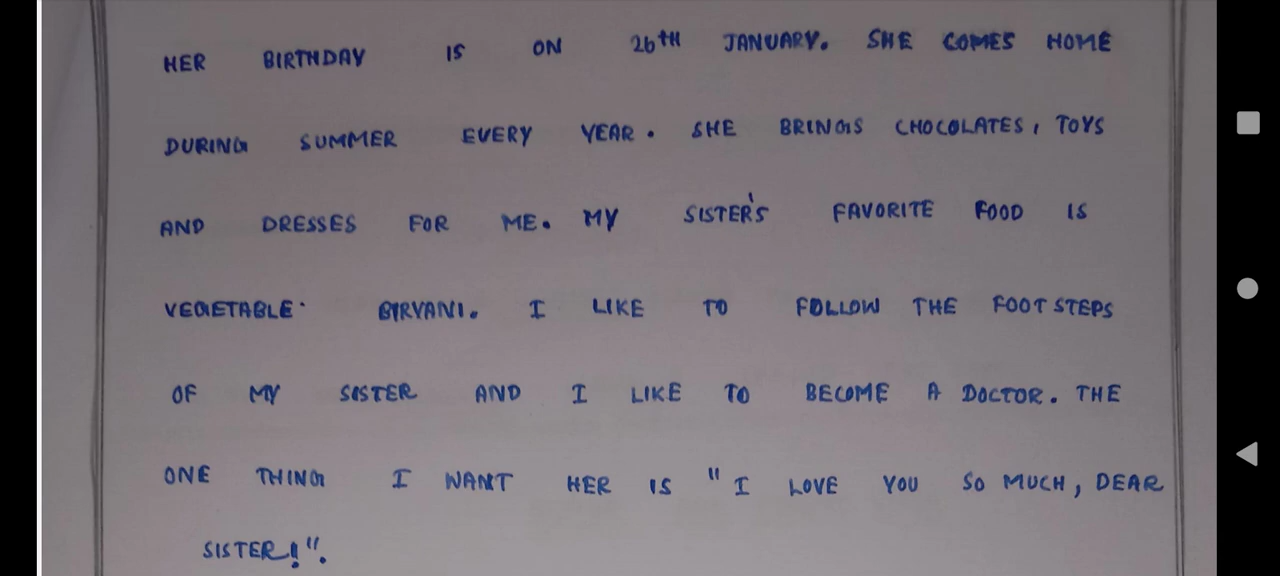 HER BIRTHDAY IS ON 26TH JANUARY. SHE COMES HOME
DURING SUMMER EVERY YEAR. SHE BRINGS CHOCOLATES, TOYS
AND DRESSES FOR ME. MY SISTER'S FAVORITE FOOD IS
VEGETABLE BIRYANI. I LIKE TO FOLLOW THE FOOT STEPS
OF MY SISTER AND I LIKE TO BECOME A DOCTOR. THE
ONE THING I WANT HER IS "I LOVE YOU SO MUCH, DEAR
SISTER!".